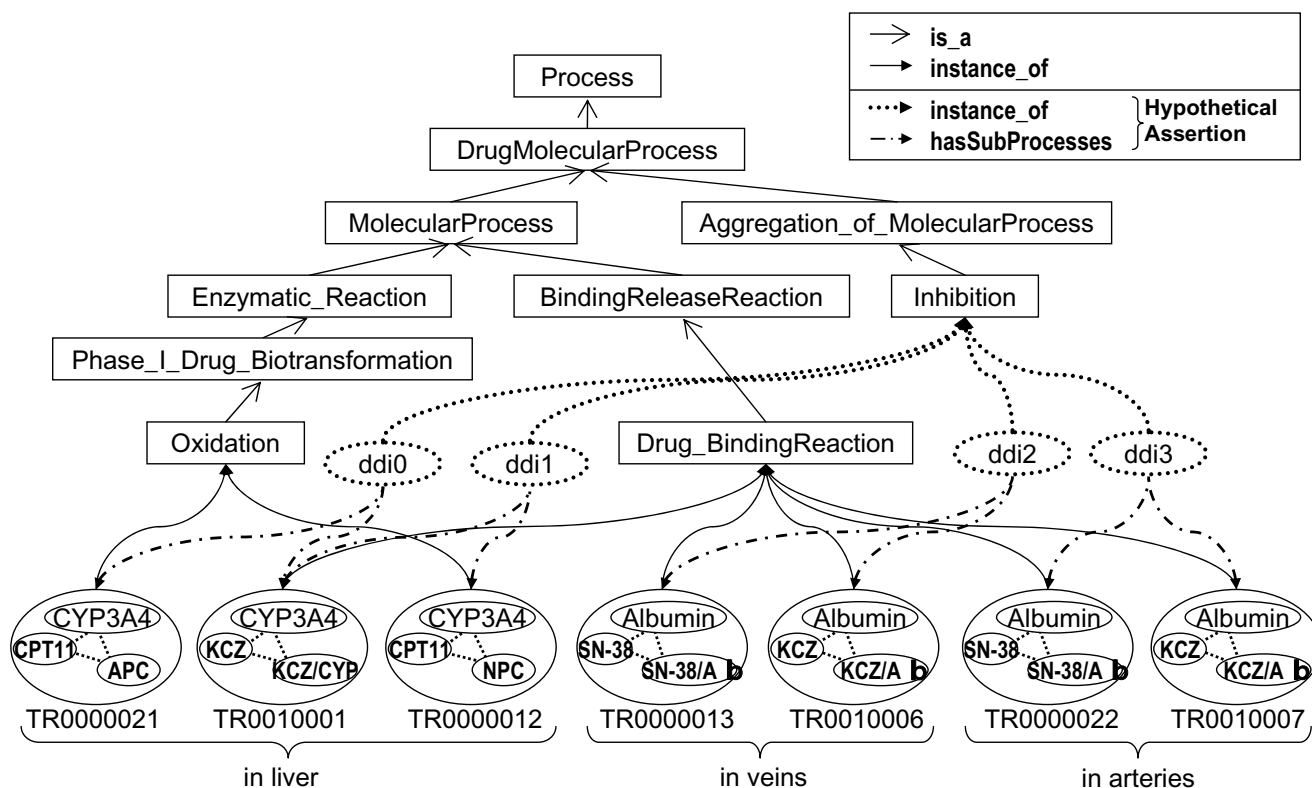 is_a
instance_of
instance_of
hasSubProcesses
Hypothetical
Assertion
Process
DrugMolecularProcess
MolecularProcess
Aggregation_of_MolecularProcess
Enzymatic_Reaction
BindingReleaseReaction
Inhibition
Phase_I_Drug_Biotransformation
Oxidation
ddi0
ddi1
Drug_BindingReaction
ddi2
ddi3
CYP3A4
CPT11
APC
TR0000021
CYP3A4
KCZ
KCZ/CYP
TR0010001
CYP3A4
CPT11
NPC
TR0000012
Albumin
SN-38
SN-38/A b
TR0000013
Albumin
KCZ
KCZ/A b
TR0010006
Albumin
SN-38
SN-38/A b
TR0000022
Albumin
KCZ
KCZ/A b
TR0010007
in liver
in veins
in arteries